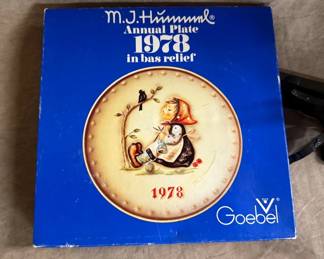 M.J.Hummel®
Annual Plate
1978
in bas relief
1978
Goebel®